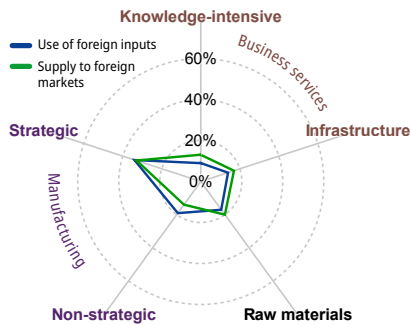 Knowledge-intensive
Use of foreign inputs
Supply to foreign
markets
Business services
60%
40%
20%
0%
Strategic
Infrastructure
Manufacturing
Non-strategic
Raw materials